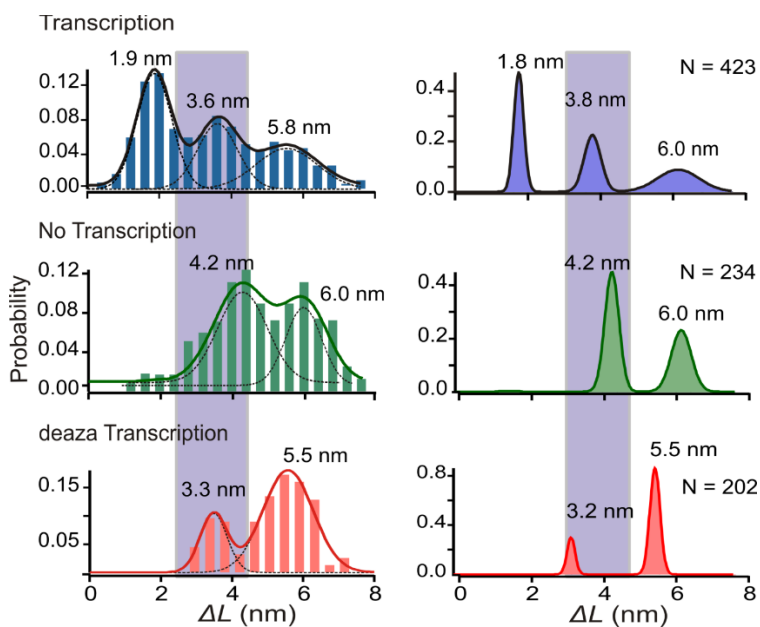 Transcription
1.9 nm
3.6 nm
5.8 nm
0.12
0.08
0.04
0.00
1.8 nm
3.8 nm
6.0 nm
N = 423
0.4
0.2
0.0
No Transcription
4.2 nm
6.0 nm
0.12
0.08
0.04
0.00
Probability
4.2 nm
6.0 nm
N = 234
0.4
0.2
0.0
deaza Transcription
3.3 nm
5.5 nm
0.15
0.05
0 2 4 6 8
ΔL (nm)
3.2 nm
5.5 nm
N = 202
0.8
0.4
0.0
0 2 4 6 8
ΔL (nm)